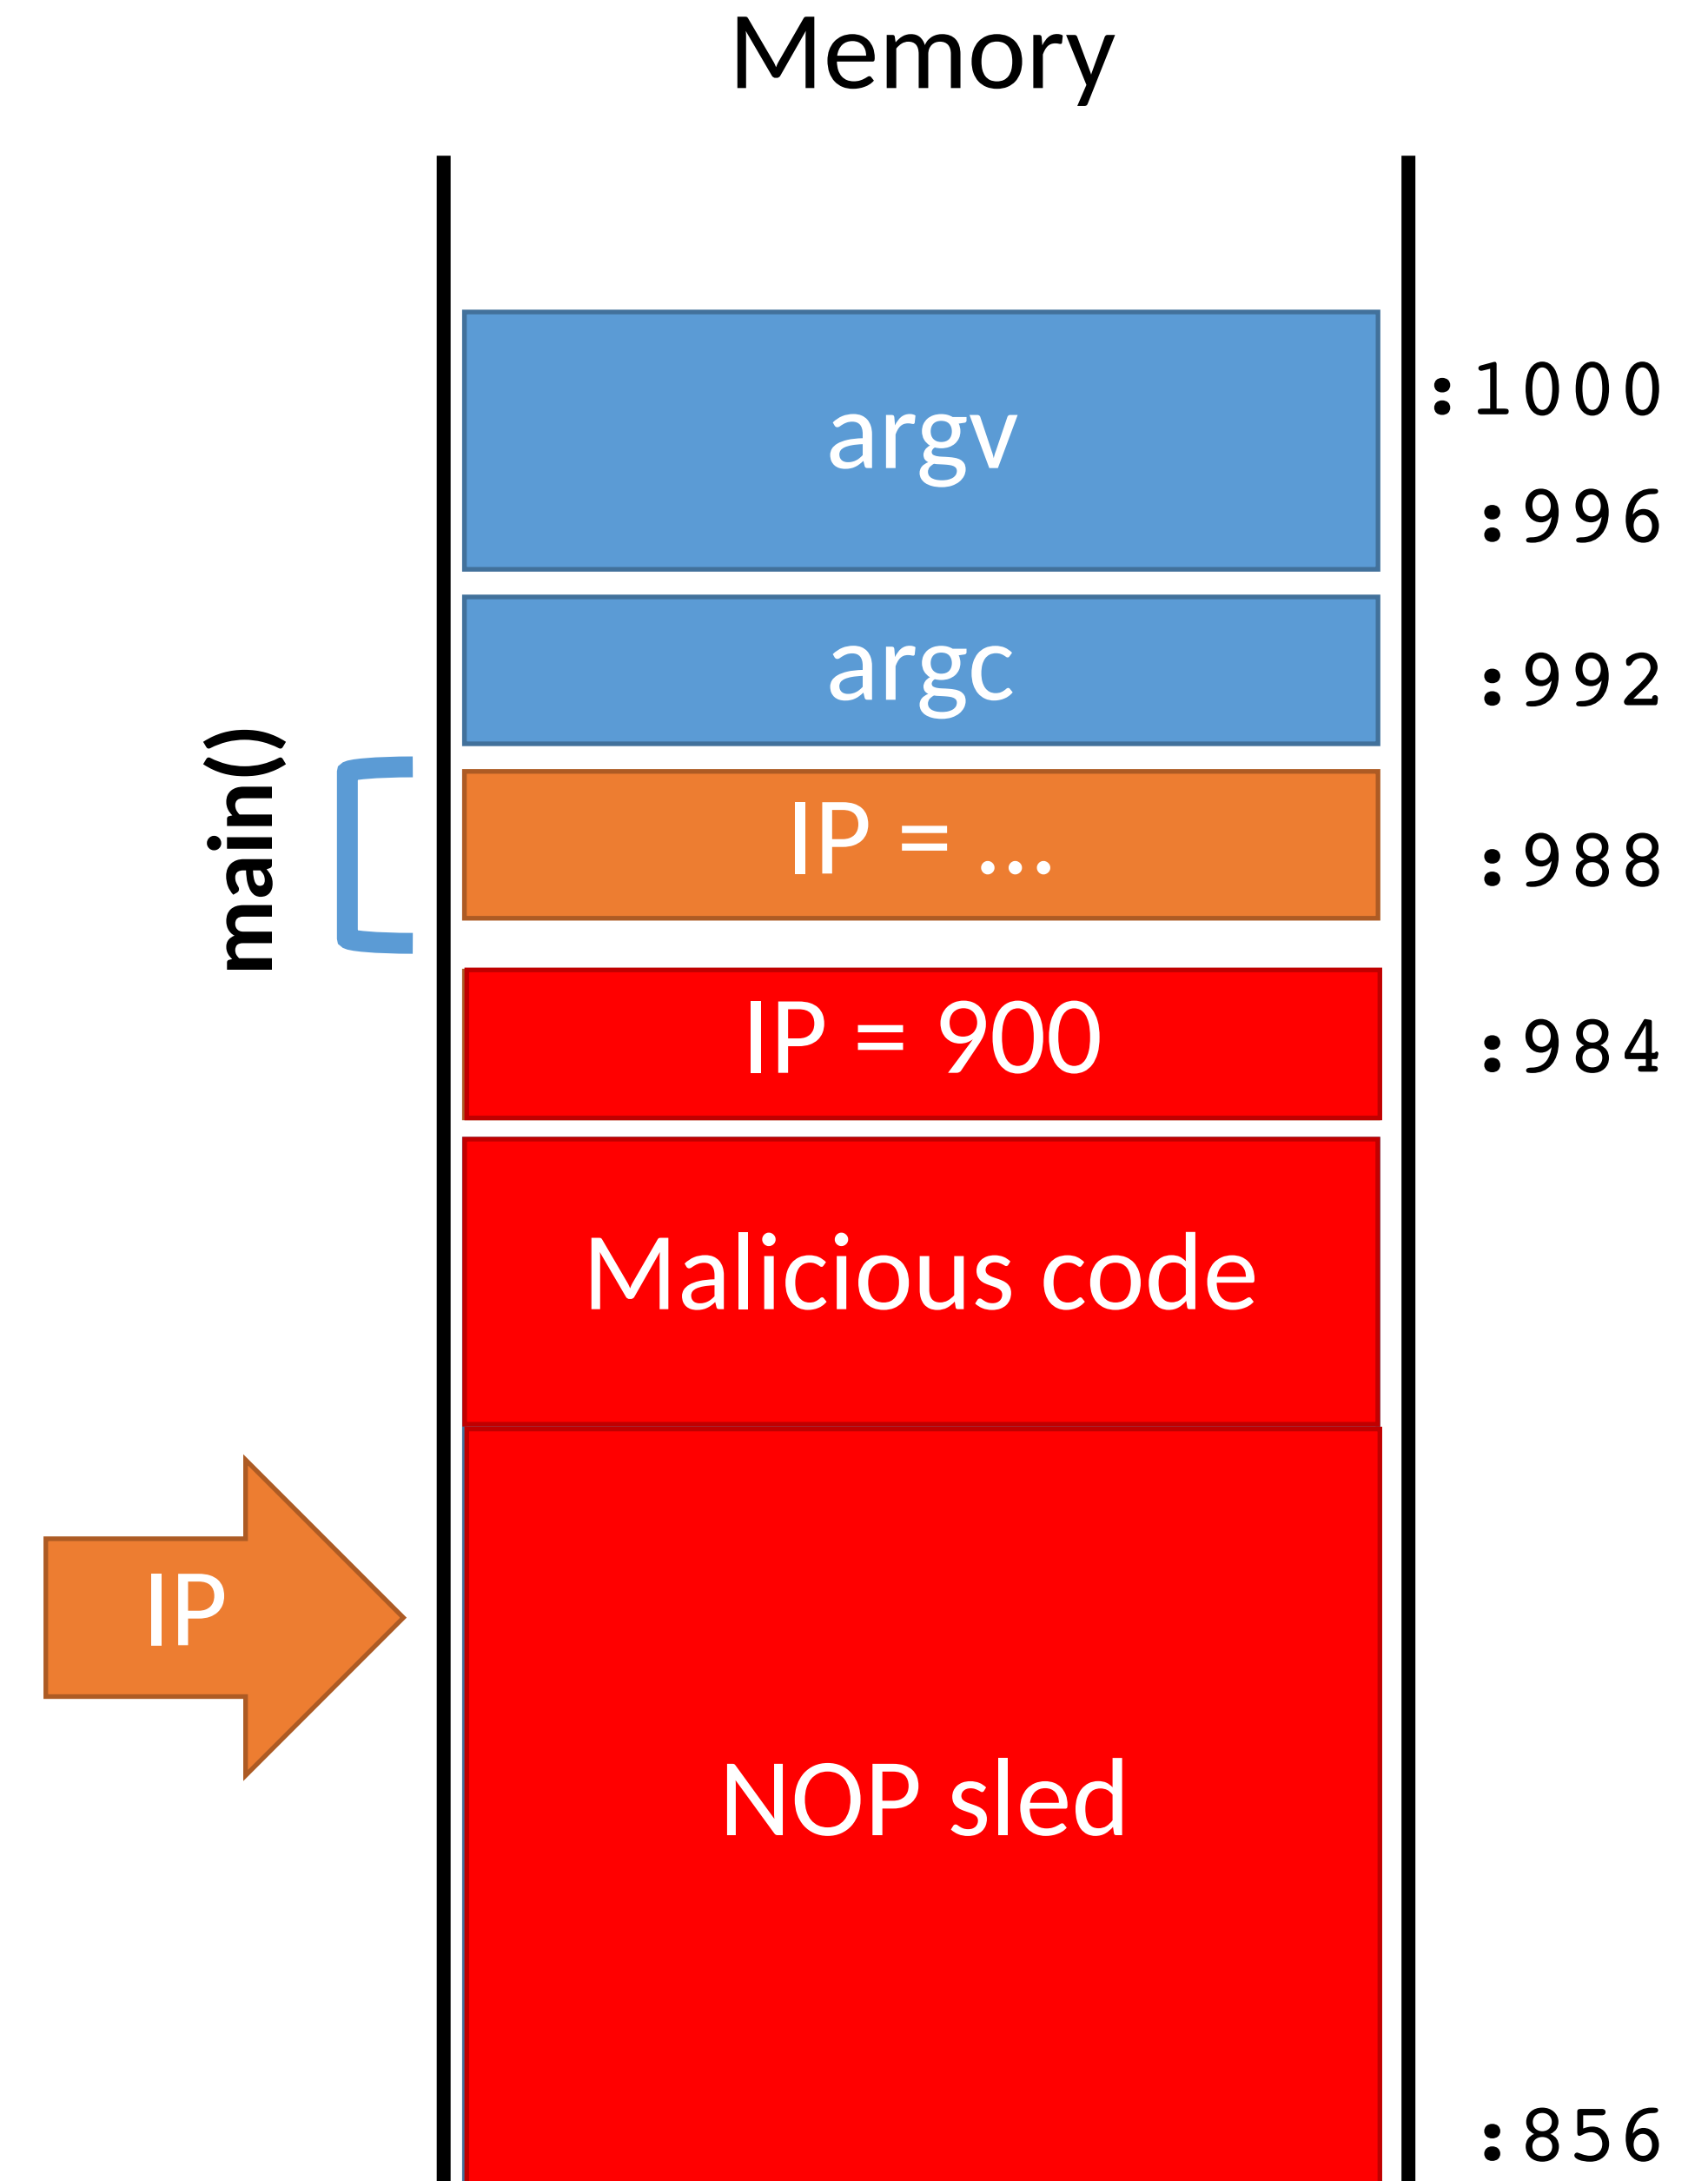 Memory
argv
:1000
:996
argc
:992
main()
IP = ...
:988
IP = 900
:984
Malicious code
IP
NOP sled
:856